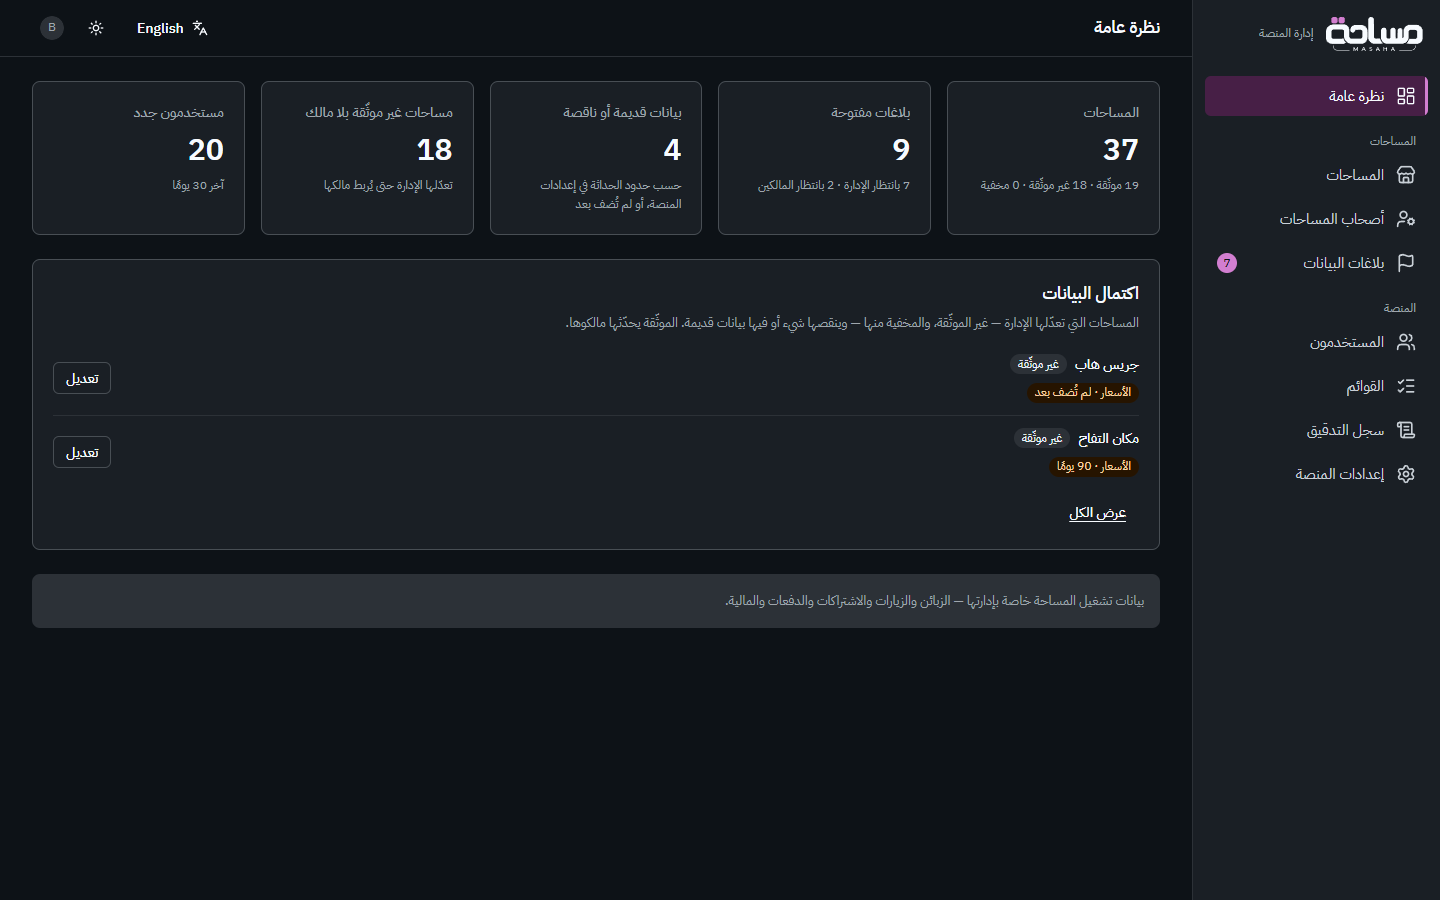 مساحة
MASAHA
إدارة المنصة
نظرة عامة
المساحات
المساحات
أصحاب المساحات
بلاغات البيانات
7
المنصة
المستخدمون
القوائم
سجل التدقيق
إعدادات المنصة
نظرة عامة
English
B
المساحات
37
19 موثّقة · 18 غير موثّقة · 0 مخفية
بلاغات مفتوحة
9
7 بانتظار الإدارة · 2 بانتظار المالكين
بيانات قديمة أو ناقصة
4
حسب حدود الحداثة في إعدادات
المنصة، أو لم تُضف بعد
مساحات غير موثّقة بلا مالك
18
تعدّلها الإدارة حتى يُربط مالكها
مستخدمون جدد
20
آخر 30 يومًا
اكتمال البيانات
المساحات التي تعدّلها الإدارة — غير الموثّقة، والمخفية منها — وينقصها شيء أو فيها بيانات قديمة. الموثّقة يحدّثها مالكوها.
جريس هاب غير موثّقة
الأسعار · لم تُضف بعد
تعديل
مكان التفاح غير موثّقة
الأسعار · 90 يومًا
تعديل
عرض الكل
بيانات تشغيل المساحة خاصة بإدارتها — الزبائن والزيارات والاشتراكات والدفعات والمالية.